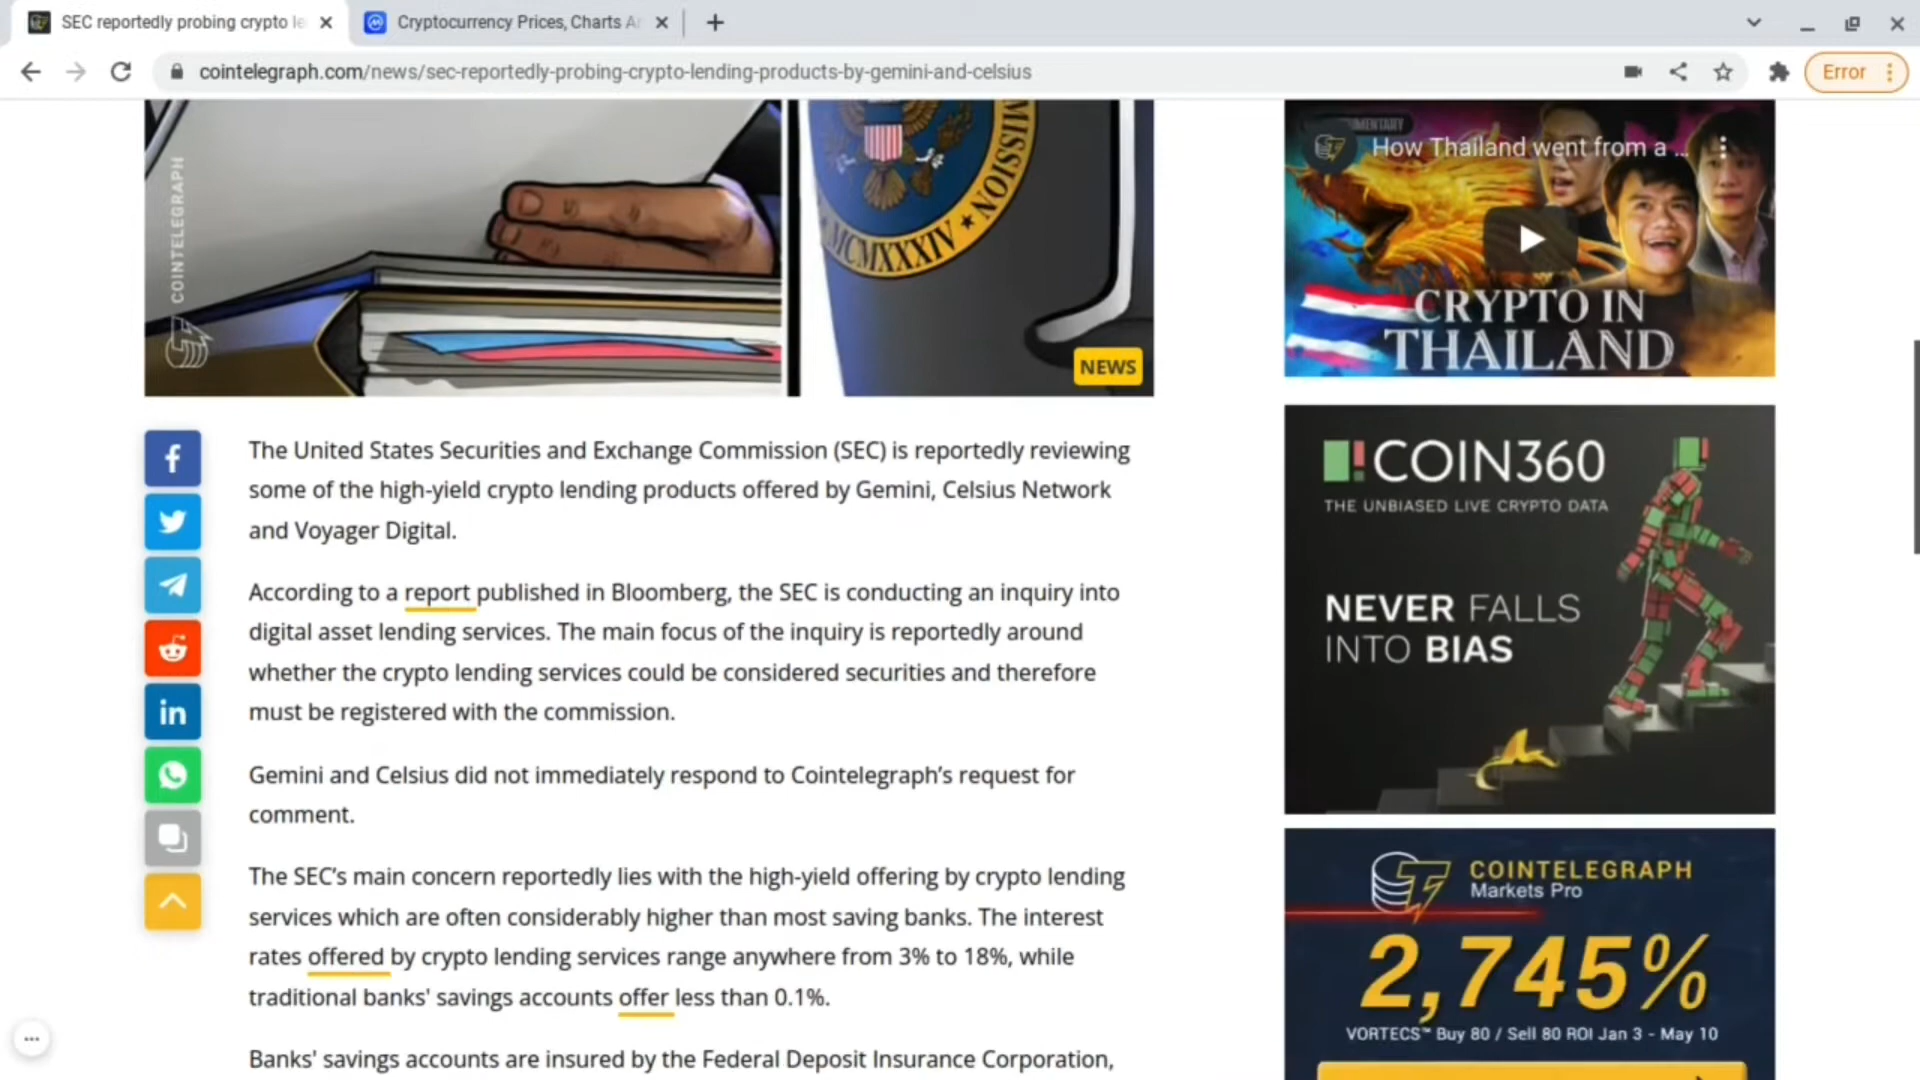 SEC reportedly probing crypto le
Cryptocurrency Prices, Charts A
cointelegraph.com/news/sec-reportedly-probing-crypto-lending-products-by-gemini-and-celsius
Error
COINTELEGRAPH
MISSION
MCMXXXIV
NEWS
The United States Securities and Exchange Commission (SEC) is reportedly reviewing
some of the high-yield crypto lending products offered by Gemini, Celsius Network
and Voyager Digital.
According to a report published in Bloomberg, the SEC is conducting an inquiry into
digital asset lending services. The main focus of the inquiry is reportedly around
whether the crypto lending services could be considered securities and therefore
must be registered with the commission.
Gemini and Celsius did not immediately respond to Cointelegraph’s request for
comment.
The SEC’s main concern reportedly lies with the high-yield offering by crypto lending
services which are often considerably higher than most saving banks. The interest
rates offered by crypto lending services range anywhere from 3% to 18%, while
traditional banks' savings accounts offer less than 0.1%.
Banks' savings accounts are insured by the Federal Deposit Insurance Corporation,
How Thailand went from a ...
CRYPTO IN
THAILAND
COIN360
THE UNBIASED LIVE CRYPTO DATA
NEVER FALLS
INTO BIAS
COINTELEGRAPH
Markets Pro
2,745%
VORTECS™ Buy 80 / Sell 80 ROI Jan 3 - May 10